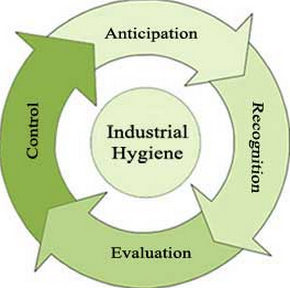 Anticipation
Recognition
Evaluation
Control
Industrial
Hygiene